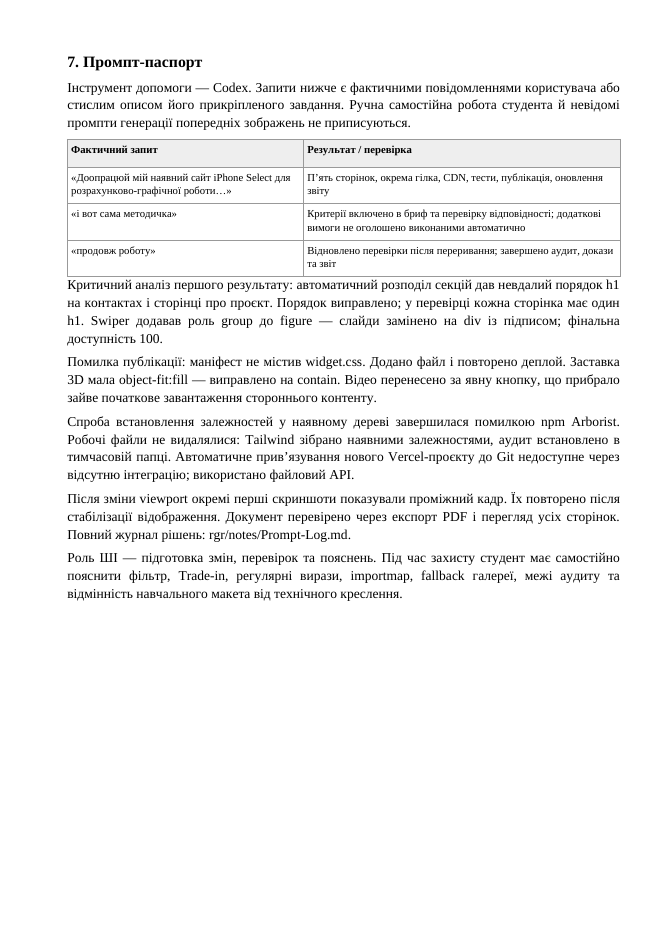 7. Промпт-паспорт
Інструмент допомоги — Codex. Запити нижче є фактичними повідомленнями користувача або
стислим описом його прикріпленого завдання. Ручна самостійна робота студента й невідомі
промпти генерації попередніх зображень не приписуються.
Фактичний запит
Результат / перевірка
«Доопрацюй мій наявний сайт iPhone Select для
розрахунково-графічної роботи…»
П’ять сторінок, окрема гілка, CDN, тести, публікація, оновлення
звіту
«і вот сама методичка»
Критерії включено в бриф та перевірку відповідності; додаткові
вимоги не оголошено виконаними автоматично
«продовж роботу»
Відновлено перевірки після переривання; завершено аудит, докази
та звіт
Критичний аналіз першого результату: автоматичний розподіл секцій дав невдалий порядок h1
на контактах і сторінці про проєкт. Порядок виправлено; у перевірці кожна сторінка має один
h1. Swiper додавав роль group до figure — слайди замінено на div із підписом; фінальна
доступність 100.
Помилка публікації: маніфест не містив widget.css. Додано файл і повторено деплой. Заставка
3D мала object-fit:fill — виправлено на contain. Відео перенесено за явну кнопку, що прибрало
зайве початкове завантаження стороннього контенту.
Спроба встановлення залежностей у наявному дереві завершилася помилкою npm Arborist.
Робочі файли не видалялися: Tailwind зібрано наявними залежностями, аудит встановлено в
тимчасовій папці. Автоматичне прив’язування нового Vercel-проєкту до Git недоступне через
відсутню інтеграцію; використано файловий API.
Після зміни viewport окремі перші скриншоти показували проміжний кадр. Їх повторено після
стабілізації відображення. Документ перевірено через експорт PDF і перегляд усіх сторінок.
Повний журнал рішень: rgr/notes/Prompt-Log.md.
Роль ШІ — підготовка змін, перевірок та пояснень. Під час захисту студент має самостійно
пояснити фільтр, Trade-in, регулярні вирази, importmap, fallback галереї, межі аудиту та
відмінність навчального макета від технічного креслення.